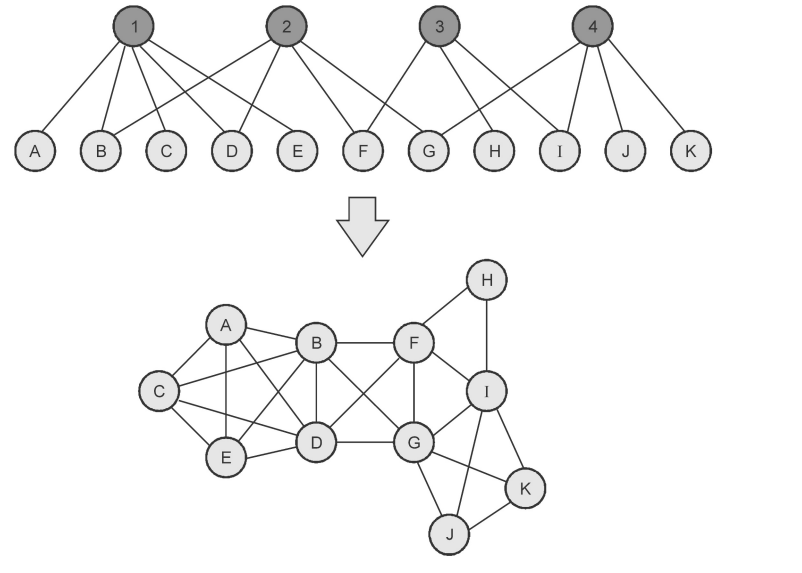 1 2 3 4
A B C D E F G H I J K
H
A B F
C I
E D G
K
J